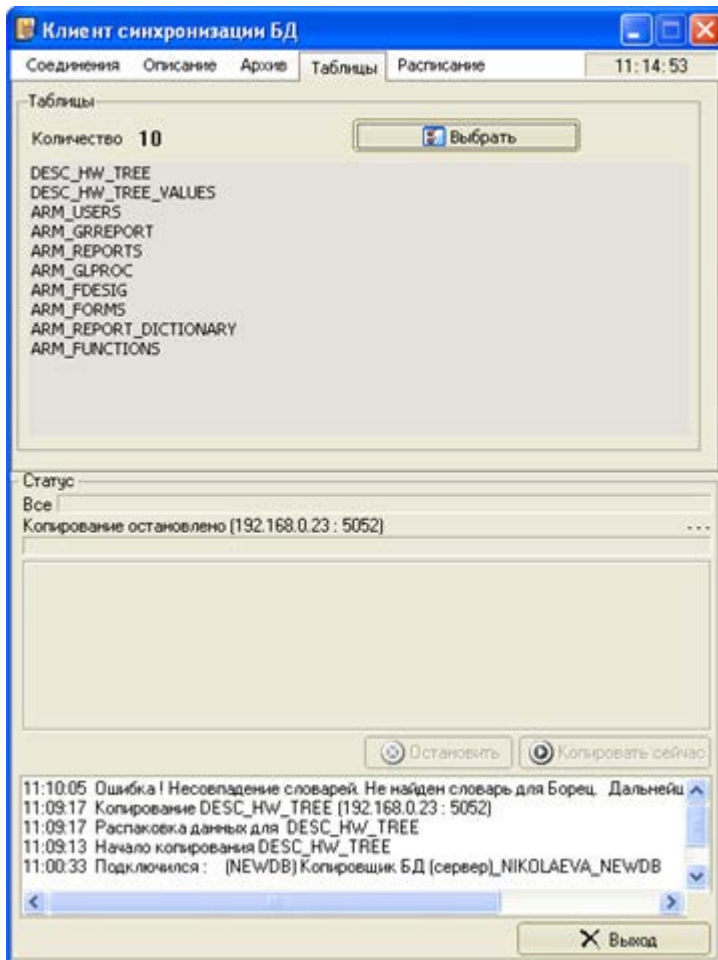 Клиент синхронизации БД
Соединения Описание Архив Таблицы Расписание 11:14:53
Таблицы
Количество 10 Выбрать
DESC_HW_TREE
DESC_HW_TREE_VALUES
ARM_USERS
ARM_GRREPORT
ARM_REPORTS
ARM_GLPROC
ARM_FDESIG
ARM_FORMS
ARM_REPORT_DICTIONARY
ARM_FUNCTIONS
Статус
Все
Копирование остановлено (192.168.0.23 : 5052) ...
Остановить Копировать сейчас
11:10:05 Ошибка ! Несовпадение словарей. Не найден словарь для Борец. Дальнейш
11:09:17 Копирование DESC_HW_TREE (192.168.0.23 : 5052)
11:09:17 Распаковка данных для DESC_HW_TREE
11:09:13 Начало копирования DESC_HW_TREE
11:00:33 Подключился : (NEWDB) Копировщик БД (сервер)_NIKOLAEVA_NEWDB
Выход